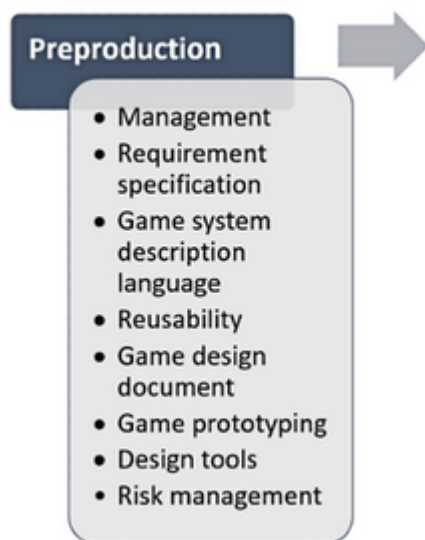 Preproduction
• Management
• Requirement
specification
• Game system
description
language
• Reusability
• Game design
document
• Game prototyping
• Design tools
• Risk management